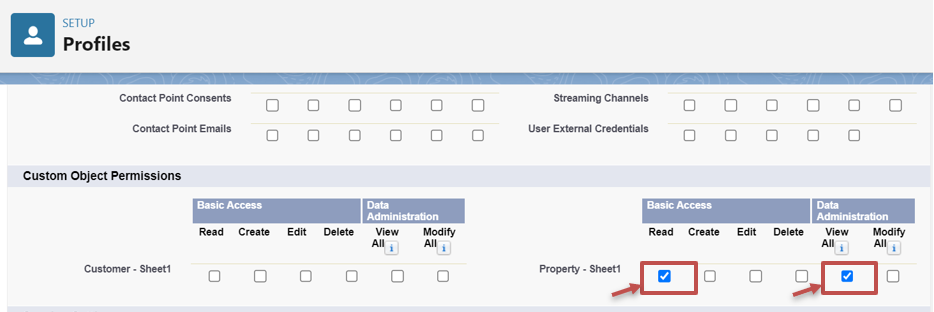 SETUP
Profiles
Contact Point Consents
Streaming Channels
Contact Point Emails
User External Credentials
Custom Object Permissions
Basic Access Data Administration
Basic Access Data Administration
Read Create Edit Delete View All i Modify All i
Read Create Edit Delete View All i Modify All i
Customer - Sheet1
Property - Sheet1